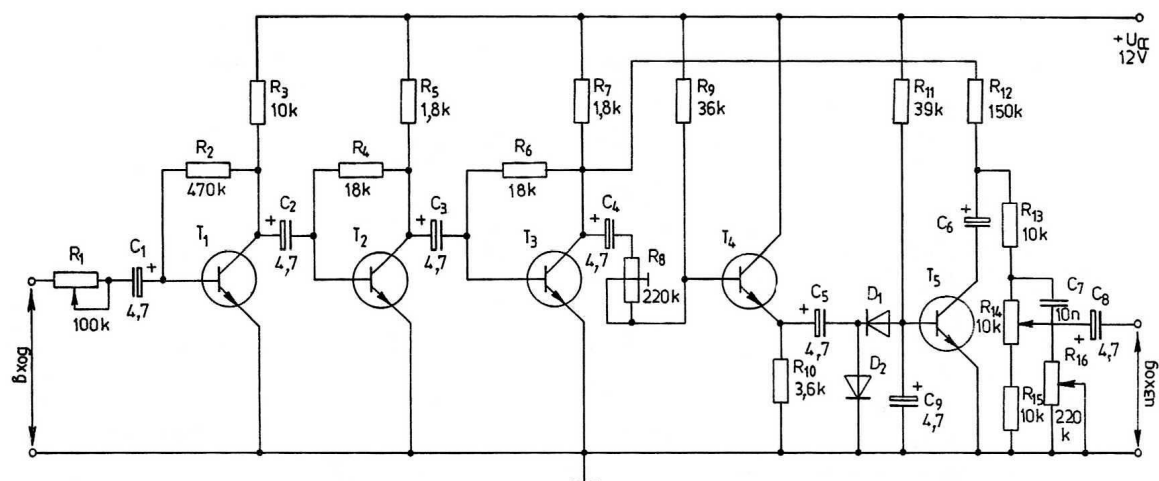 + U
12V
R3
10k
R5
1,8k
R7
1,8k
R9
36k
R11
39k
R12
150k
R2
470k
R4
18k
R6
18k
+ C2
4,7
+ C3
4,7
+ C4
4,7
T1
T2
T3
T4
T5
R1
100k
C1 +
4,7
R8
220k
C5
+
4,7
D1
D2
C6
+
R13
10k
C7
10n
C8
+
4,7
R14
10k
R10
3,6k
+
C9
4,7
R15
10k
R16
220
k
вход
изход